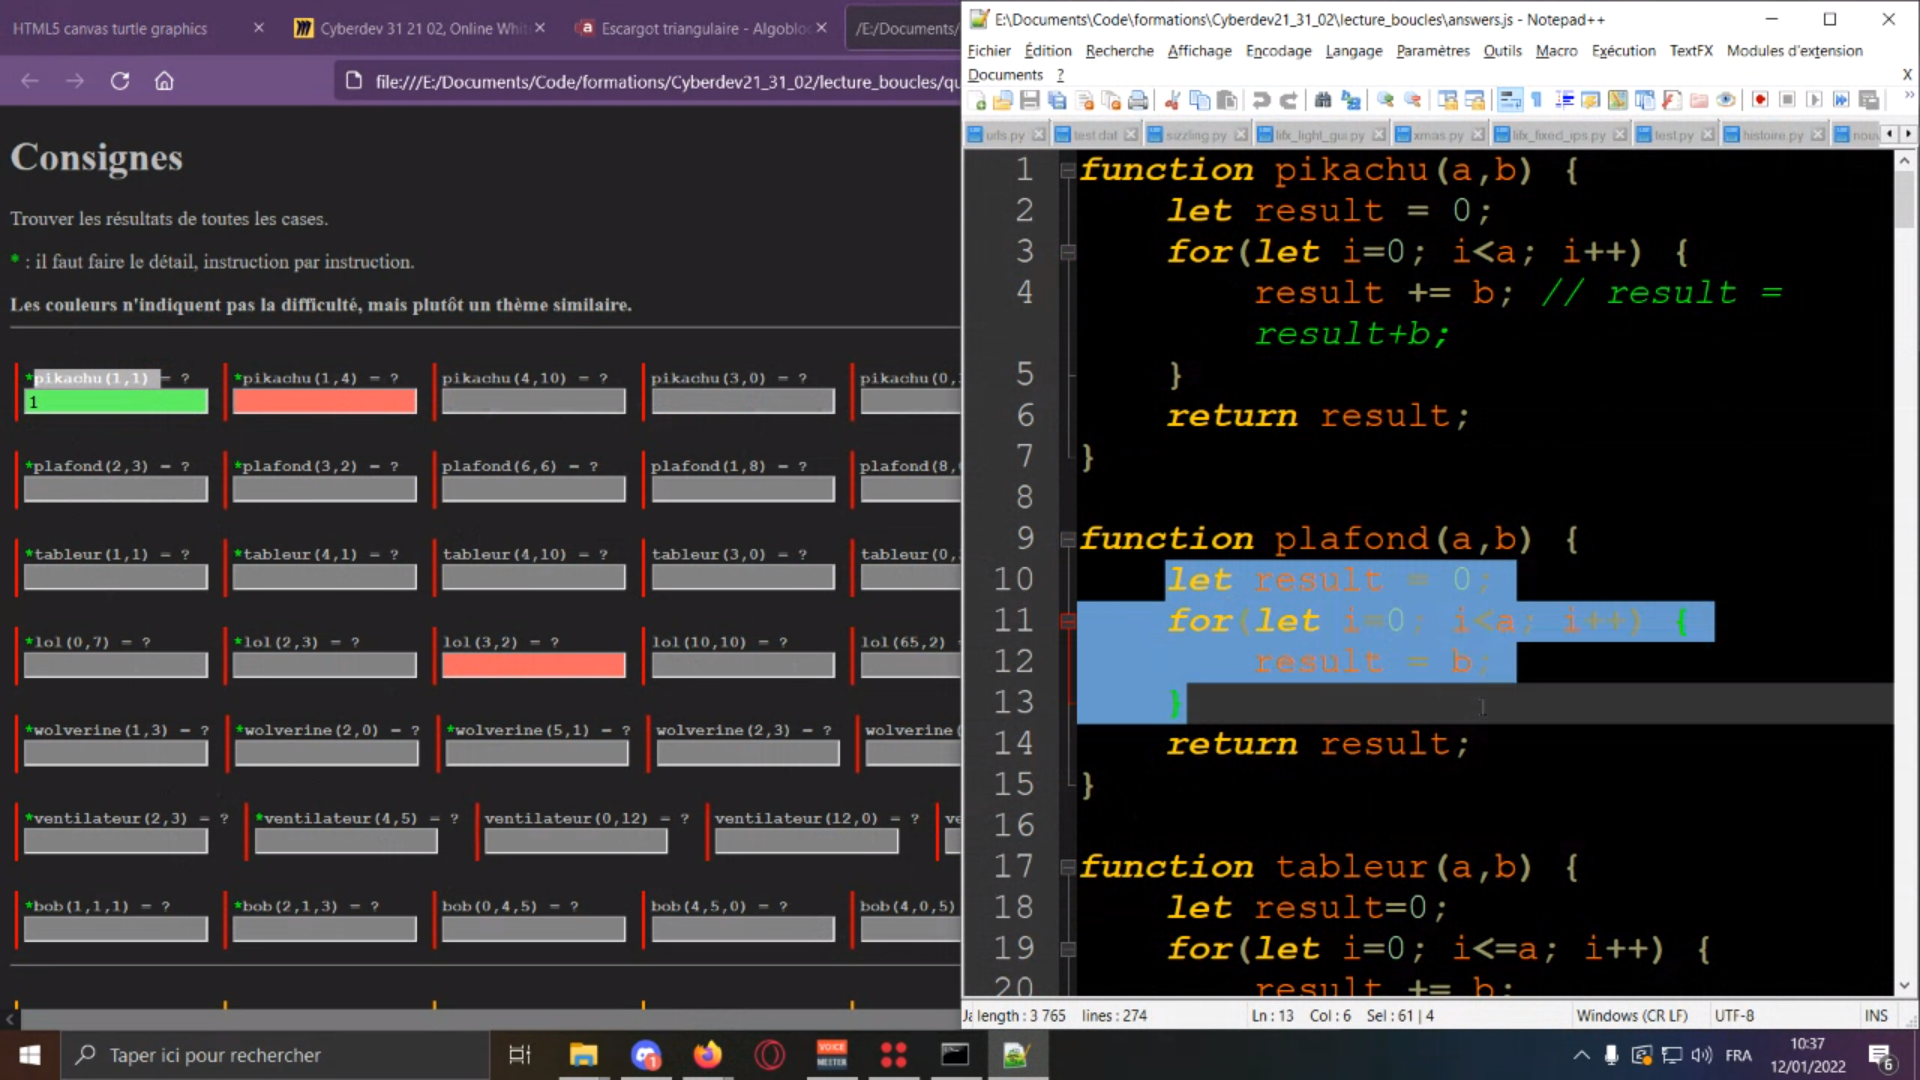 HTML5 canvas turtle graphics
Cyberdev 31 21 02, Online Whit
Escargot triangulaire - Algobloc
/E:/Documents/
file:///E:/Documents/Code/formations/Cyberdev21_31_02/lecture_boucles/qu
Consignes
Trouver les résultats de toutes les cases.
* : il faut faire le détail, instruction par instruction.
Les couleurs n'indiquent pas la difficulté, mais plutôt un thème similaire.
*pikachu(1,1) = ? *pikachu(1,4) = ? pikachu(4,10) = ? pikachu(3,0) = ? pikachu(0,
1
*plafond(2,3) = ? *plafond(3,2) = ? plafond(6,6) = ? plafond(1,8) = ? plafond(8,
*tableur(1,1) = ? *tableur(4,1) = ? tableur(4,10) = ? tableur(3,0) = ? tableur(0,
*lol(0,7) = ? *lol(2,3) = ? lol(3,2) = ? lol(10,10) = ? lol(65,2)
*wolverine(1,3) = ? *wolverine(2,0) = ? *wolverine(5,1) = ? wolverine(2,3) = ? wolverine(
*ventilateur(2,3) = ? *ventilateur(4,5) = ? ventilateur(0,12) = ? ventilateur(12,0) = ? ve
*bob(1,1,1) = ? *bob(2,1,3) = ? bob(0,4,5) = ? bob(4,5,0) = ? bob(4,0,5)
E:\Documents\Code\formations\Cyberdev21_31_02\lecture_boucles\answers.js - Notepad++
Fichier Édition Recherche Affichage Encodage Langage Paramètres Outils Macro Exécution TextFX Modules d'extension
Documents ? X
urls.py test.dat sizzling.py lifx_light_gui.py xmas.py lifx_fixed_ips.py test.py histoire.py nou
1 function pikachu(a,b) {
2 let result = 0;
3 for(let i=0; i<a; i++) {
4 result += b; // result =
result+b;
5 }
6 return result;
7 }
8
9 function plafond(a,b) {
10 let result = 0;
11 for(let i=0; i<a; i++) {
12 result = b;
13 }
14 return result;
15 }
16
17 function tableur(a,b) {
18 let result=0;
19 for(let i=0; i<=a; i++) {
20 result += b;
length : 3 765 lines : 274 Ln : 13 Col : 6 Sel : 61 | 4 Windows (CR LF) UTF-8 INS
Taper ici pour rechercher
1
VOICE
MEETER
FRA
10:37
12/01/2022
6